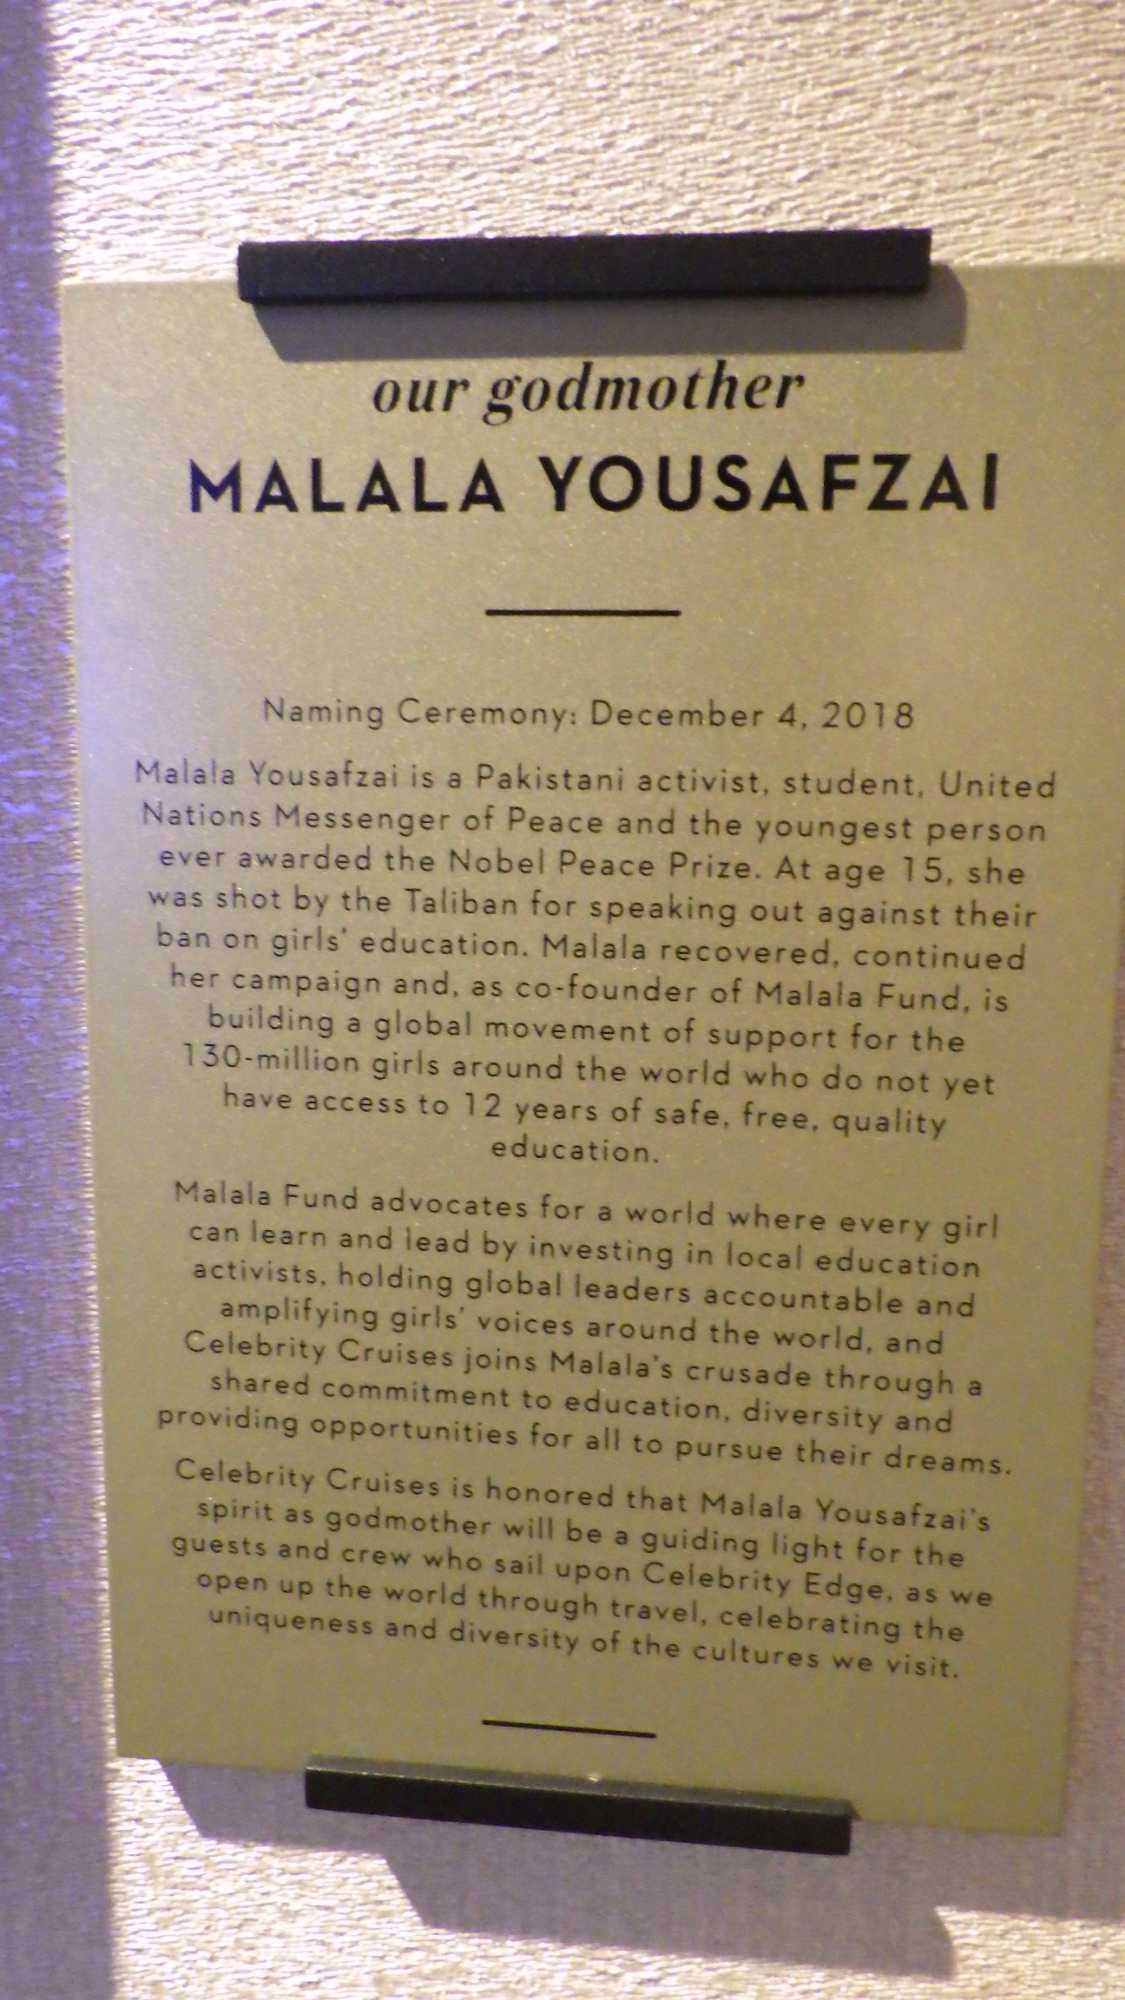 our godmother
MALALA YOUSAFZAI
Naming Ceremony: December 4, 2018
Malala Yousafzai is a Pakistani activist, student, United
Nations Messenger of Peace and the youngest person
ever awarded the Nobel Peace Prize. At age 15, she
was shot by the Taliban for speaking out against their
ban on girls' education. Malala recovered, continued
her campaign and, as co-founder of Malala Fund, is
building a global movement of support for the
130-million girls around the world who do not yet
have access to 12 years of safe, free, quality
education.
Malala Fund advocates for a world where every girl
can learn and lead by investing in local education
activists, holding global leaders accountable and
amplifying girls' voices around the world, and
Celebrity Cruises joins Malala's crusade through a
shared commitment to education, diversity and
providing opportunities for all to pursue their dreams.
Celebrity Cruises is honored that Malala Yousafzai's
spirit as godmother will be a guiding light for the
guests and crew who sail upon Celebrity Edge, as we
open up the world through travel, celebrating the
uniqueness and diversity of the cultures we visit.